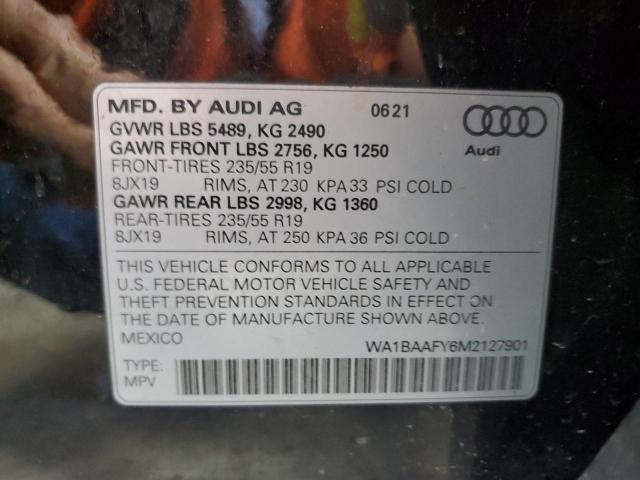 MFD. BY AUDI AG 0621
GVWR LBS 5489, KG 2490
GAWR FRONT LBS 2756, KG 1250
Audi
FRONT-TIRES 235/55 R19
8JX19 RIMS, AT 230 KPA 33 PSI COLD
GAWR REAR LBS 2998, KG 1360
REAR-TIRES 235/55 R19
8JX19 RIMS, AT 250 KPA 36 PSI COLD
THIS VEHICLE CONFORMS TO ALL APPLICABLE
U.S. FEDERAL MOTOR VEHICLE SAFETY AND
THEFT PREVENTION STANDARDS IN EFFECT ON
THE DATE OF MANUFACTURE SHOWN ABOVE.
MEXICO WA1BAAFY6M2127901
TYPE:
MPV